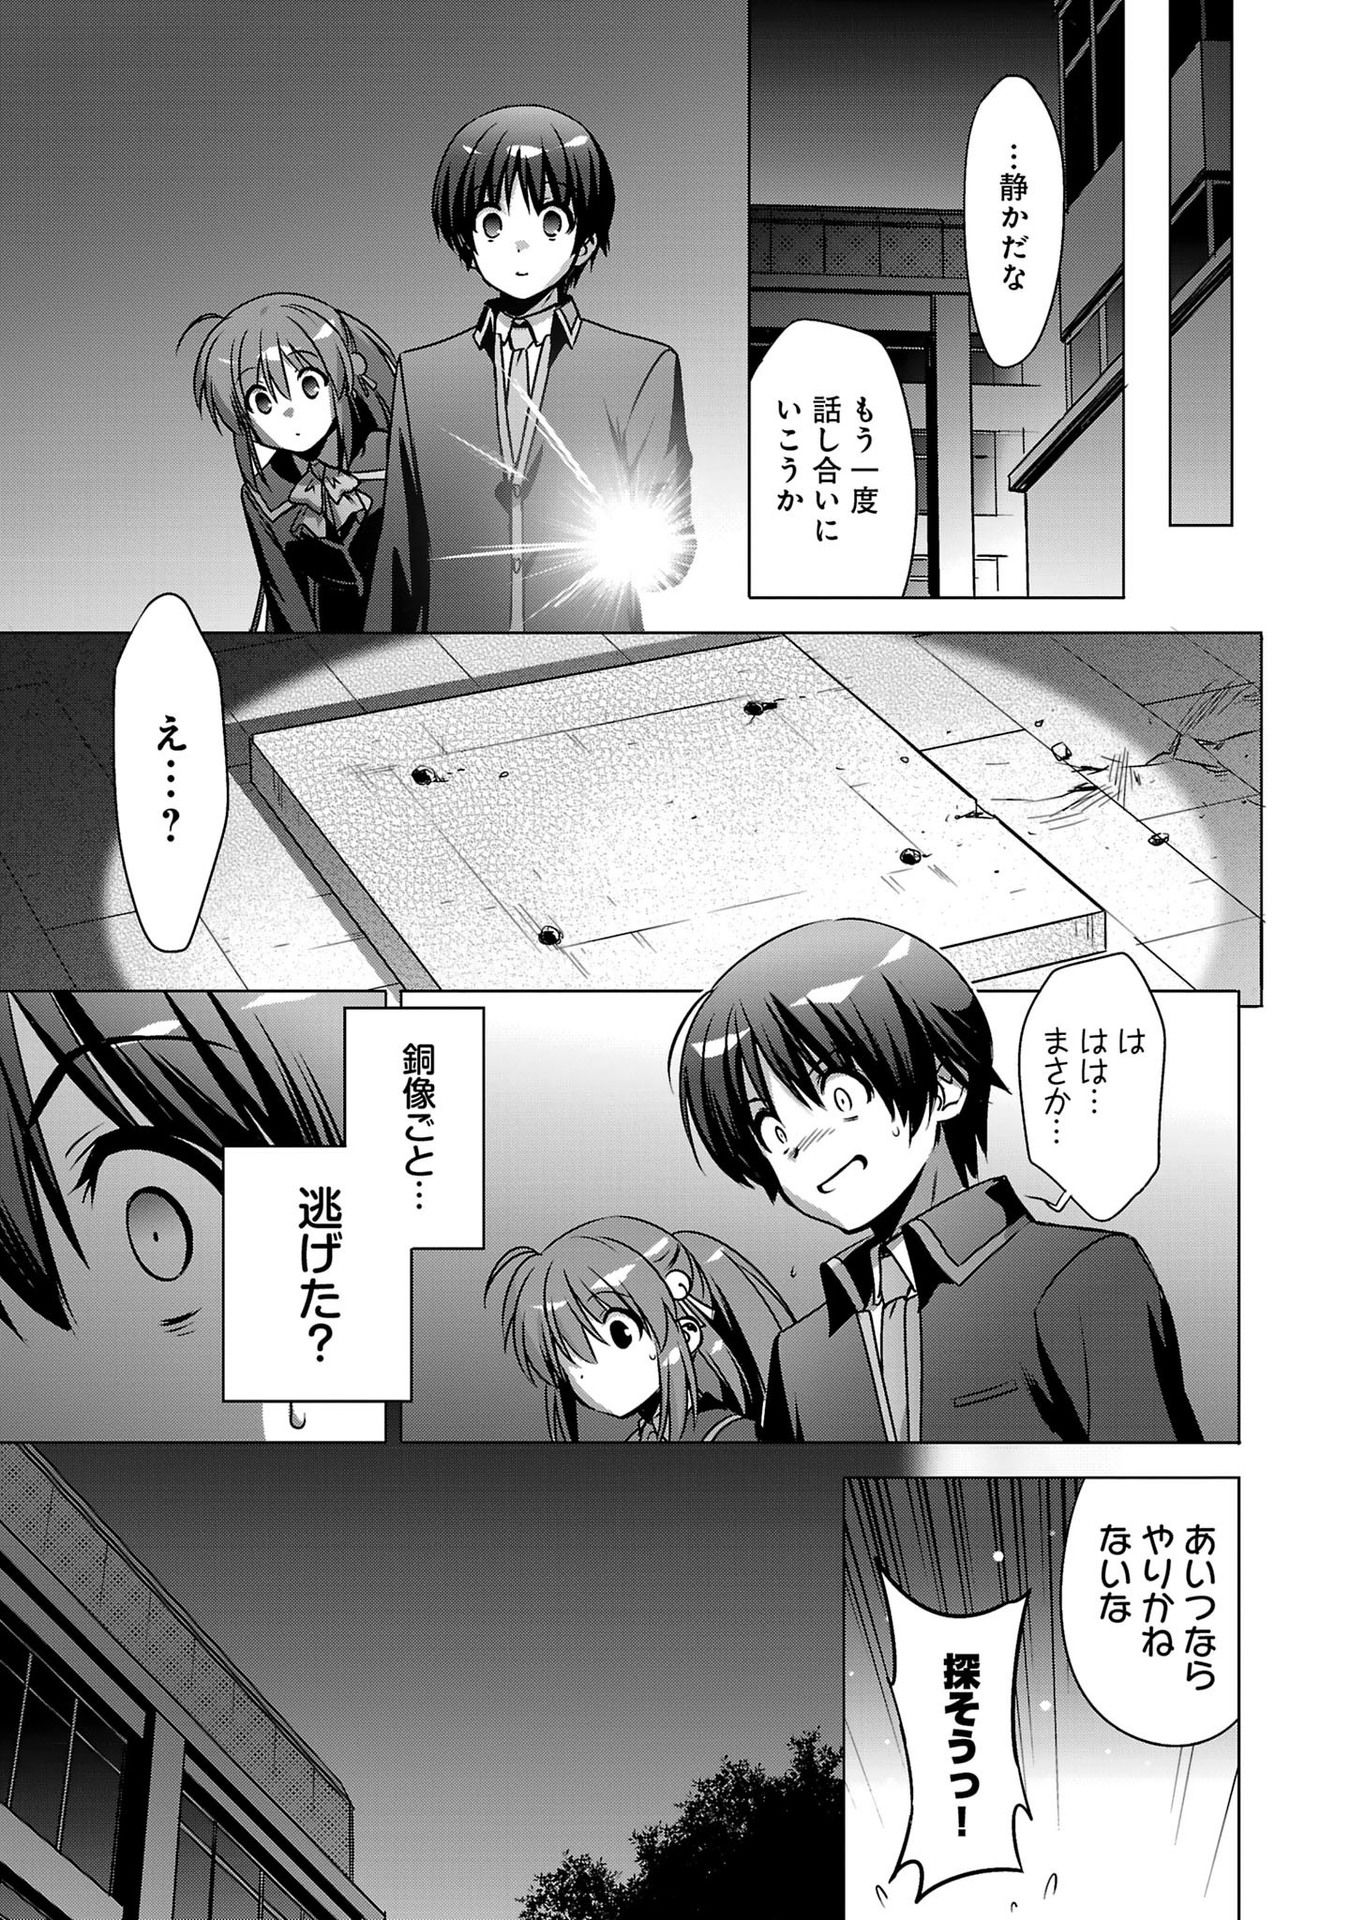 …静かだな
もう一度
話し合いに
いこうか
え…‥？
は
はは…
まさか…
銅像ごと…
逃げた？
あいつなら
やりかね
ないな
探そうっ！